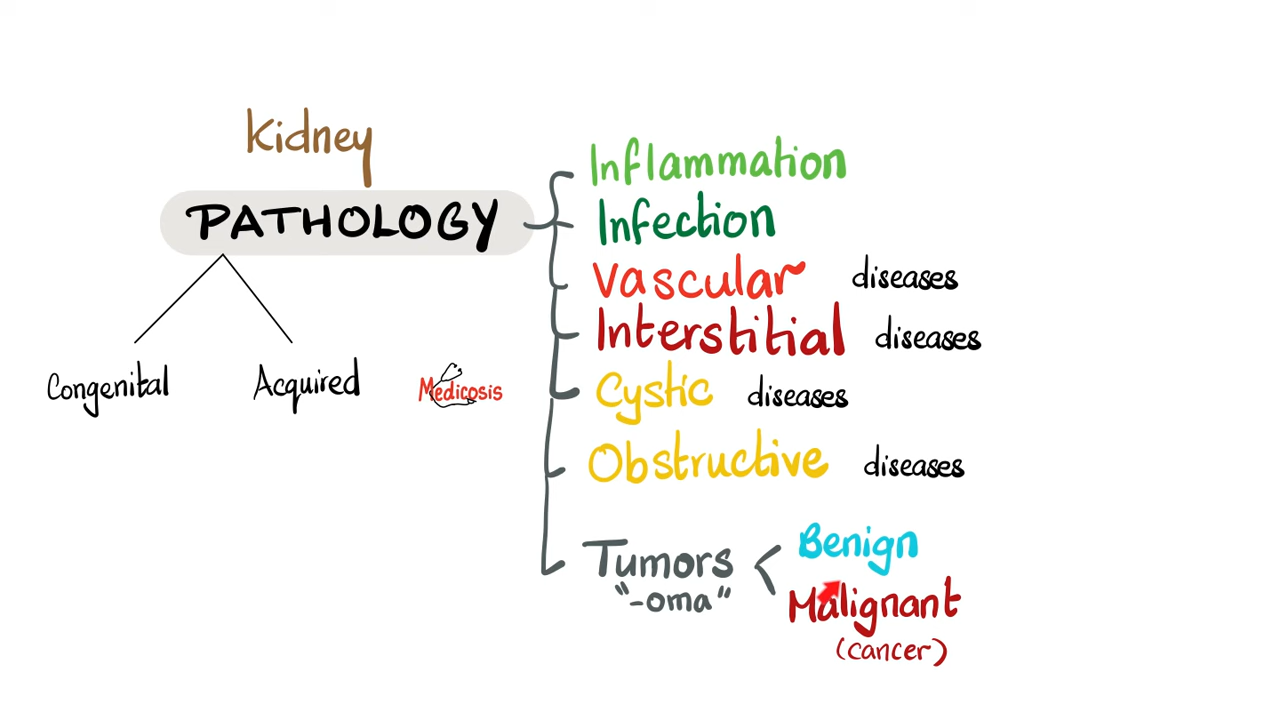 Kidney
PATHOLOGY
Congenital
Acquired
Medicosis
Inflammation
Infection
Vascular diseases
Interstitial diseases
Cystic diseases
Obstructive diseases
Tumors
"-oma"
Benign
Malignant
(cancer)